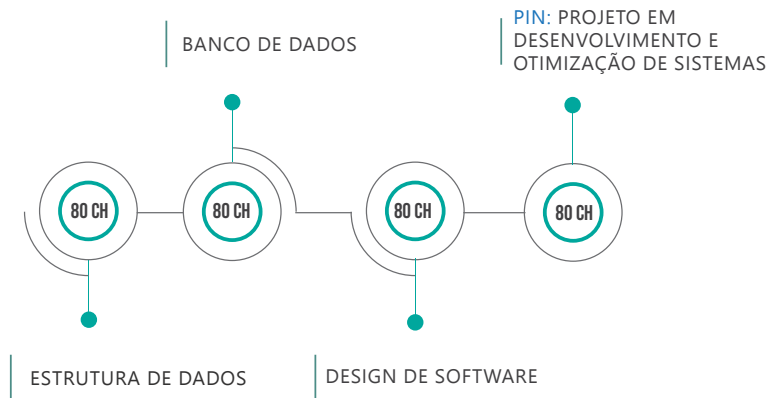 BANCO DE DADOS
PIN: PROJETO EM
DESENVOLVIMENTO E
OTIMIZAÇÃO DE SISTEMAS
80 CH
80 CH
80 CH
80 CH
ESTRUTURA DE DADOS
DESIGN DE SOFTWARE